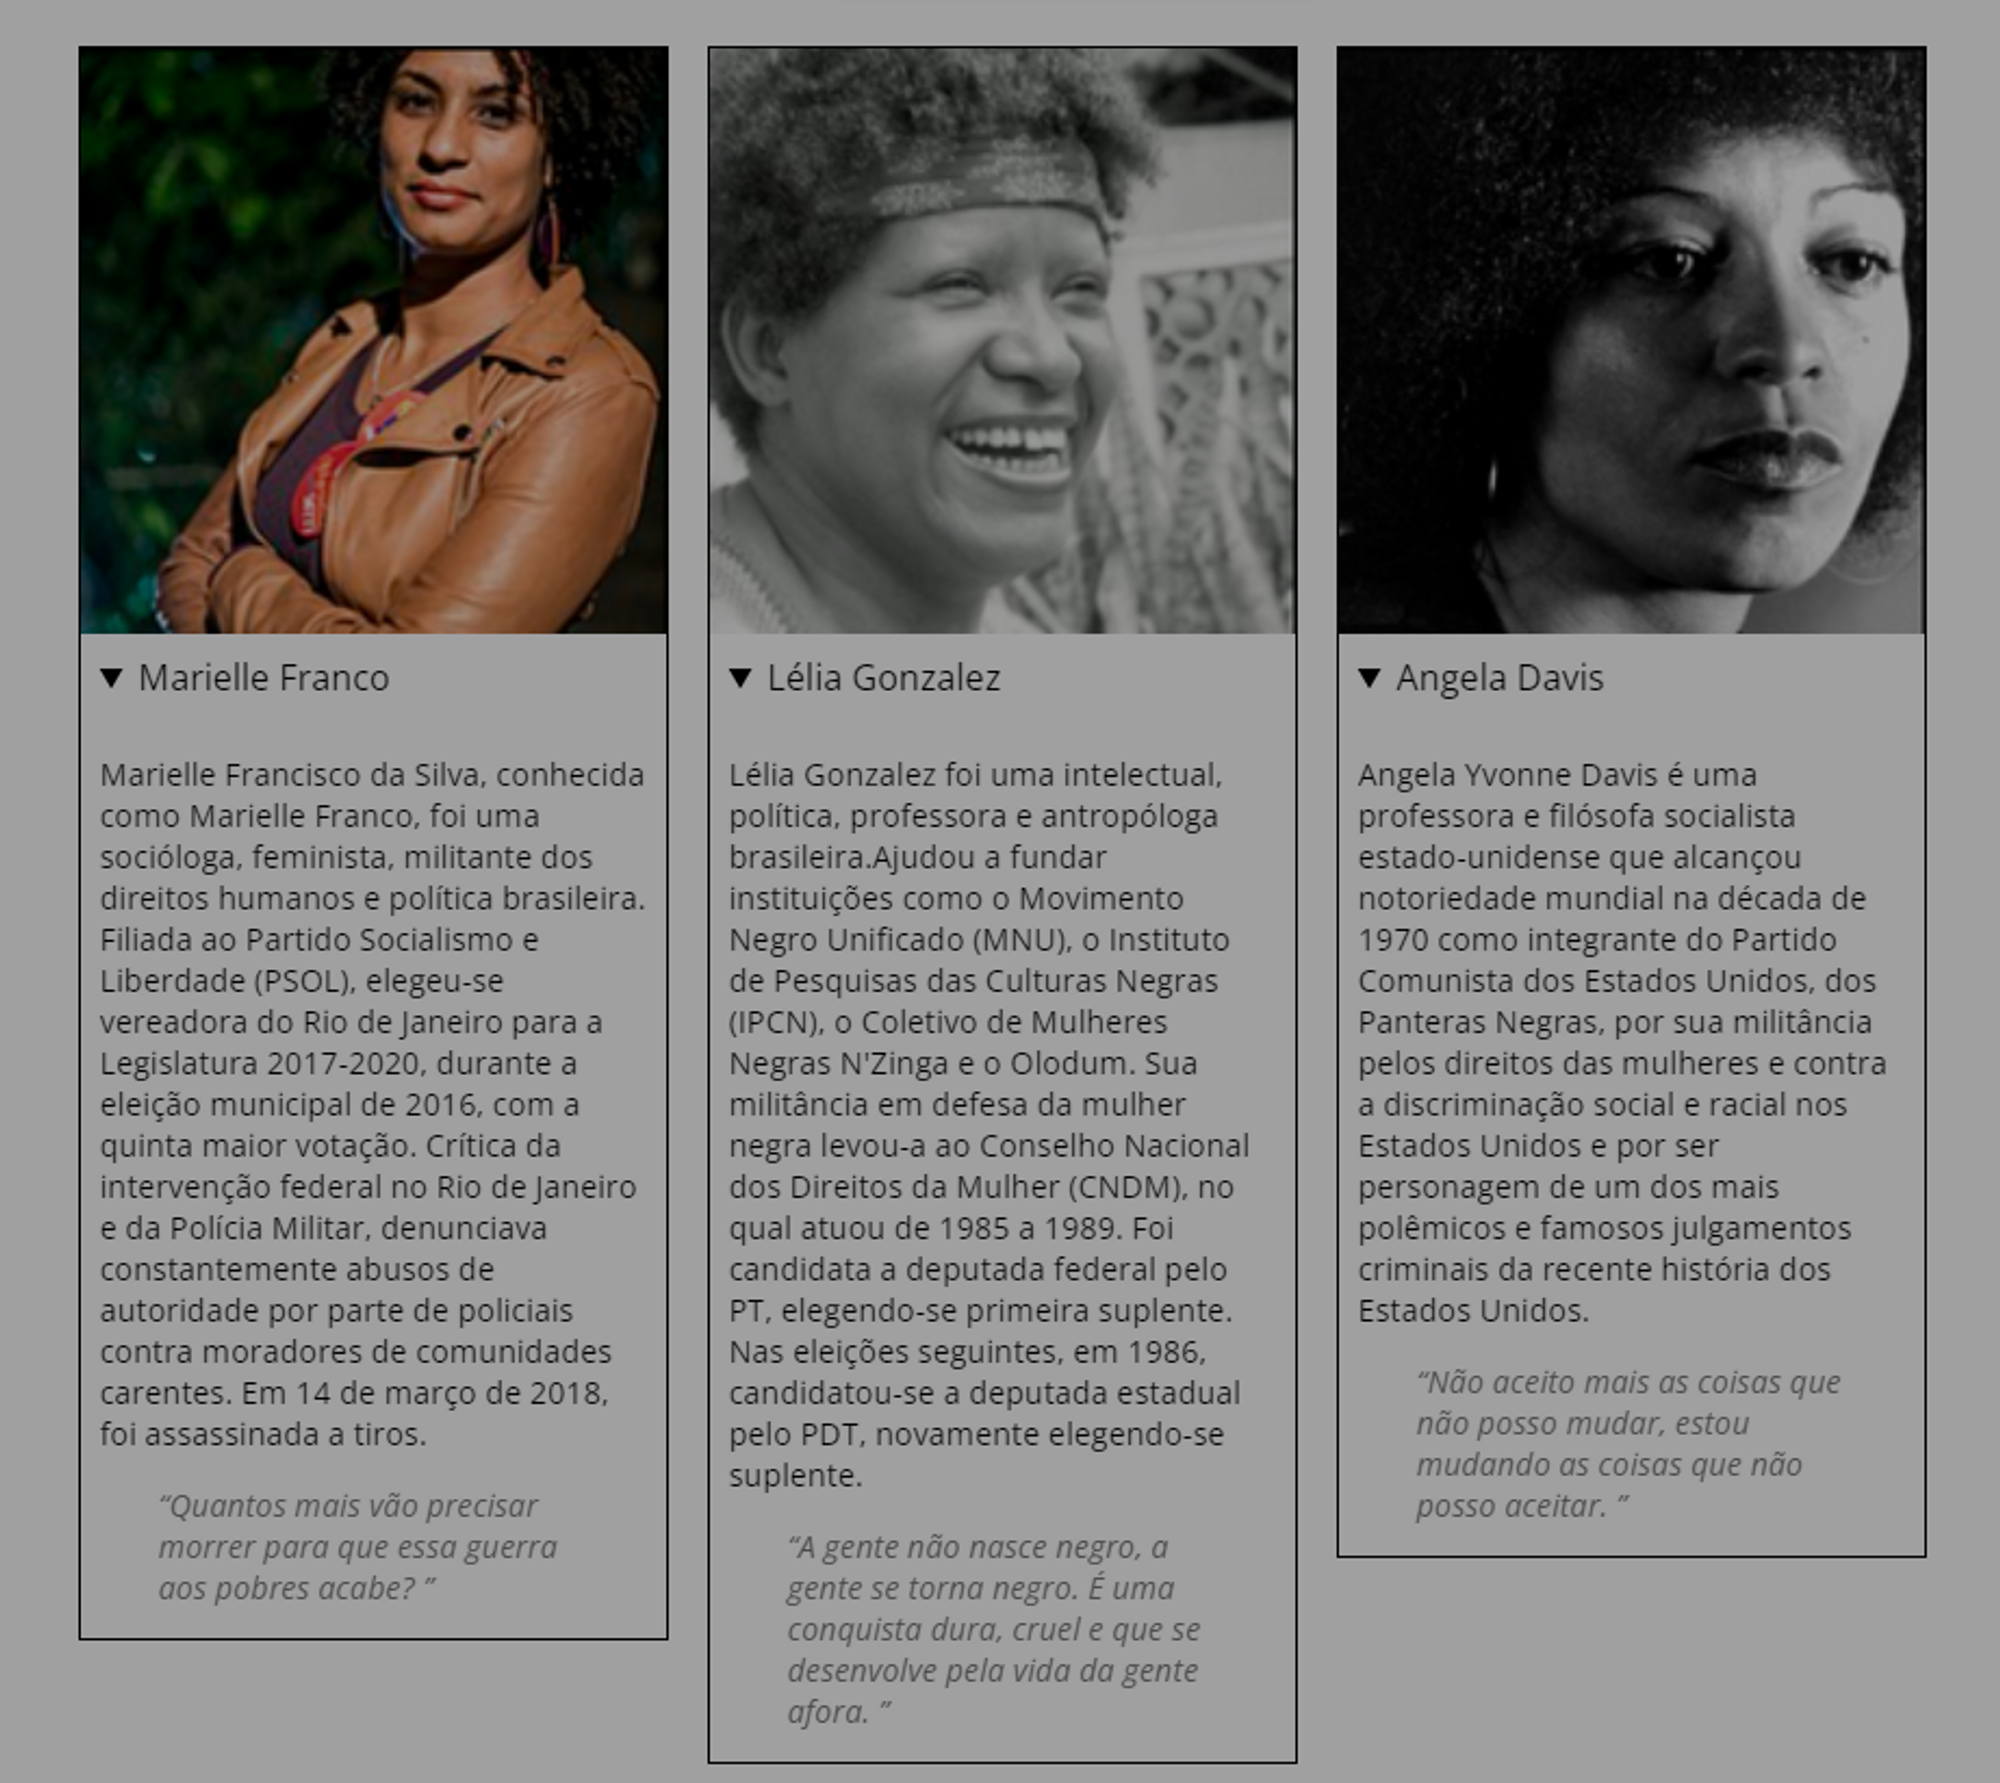 ▼ Marielle Franco
Marielle Francisco da Silva, conhecida
como Marielle Franco, foi uma
socióloga, feminista, militante dos
direitos humanos e política brasileira.
Filiada ao Partido Socialismo e
Liberdade (PSOL), elegeu-se
vereadora do Rio de Janeiro para a
Legislatura 2017-2020, durante a
eleição municipal de 2016, com a
quinta maior votação. Crítica da
intervenção federal no Rio de Janeiro
e da Polícia Militar, denunciava
constantemente abusos de
autoridade por parte de policiais
contra moradores de comunidades
carentes. Em 14 de março de 2018,
foi assassinada a tiros.
“Quantos mais vão precisar
morrer para que essa guerra
aos pobres acabe? ”
▼ Lélia Gonzalez
Lélia Gonzalez foi uma intelectual,
política, professora e antropóloga
brasileira.Ajudou a fundar
instituições como o Movimento
Negro Unificado (MNU), o Instituto
de Pesquisas das Culturas Negras
(IPCN), o Coletivo de Mulheres
Negras N'Zinga e o Olodum. Sua
militância em defesa da mulher
negra levou-a ao Conselho Nacional
dos Direitos da Mulher (CNDM), no
qual atuou de 1985 a 1989. Foi
candidata a deputada federal pelo
PT, elegendo-se primeira suplente.
Nas eleições seguintes, em 1986,
candidatou-se a deputada estadual
pelo PDT, novamente elegendo-se
suplente.
“A gente não nasce negro, a
gente se torna negro. É uma
conquista dura, cruel e que se
desenvolve pela vida da gente
afora. ”
▼ Angela Davis
Angela Yvonne Davis é uma
professora e filósofa socialista
estado-unidense que alcançou
notoriedade mundial na década de
1970 como integrante do Partido
Comunista dos Estados Unidos, dos
Panteras Negras, por sua militância
pelos direitos das mulheres e contra
a discriminação social e racial nos
Estados Unidos e por ser
personagem de um dos mais
polêmicos e famosos julgamentos
criminais da recente história dos
Estados Unidos.
“Não aceito mais as coisas que
não posso mudar, estou
mudando as coisas que não
posso aceitar. ”